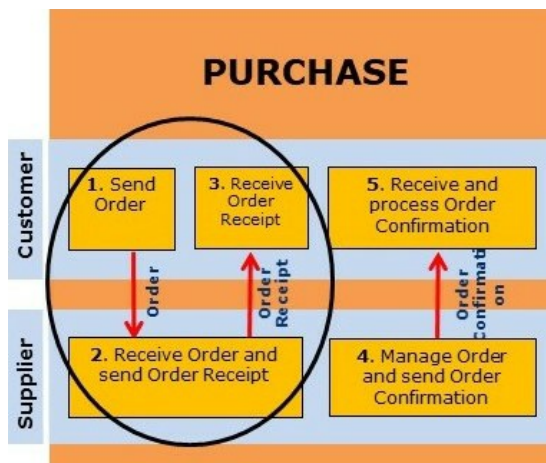 PURCHASE
Customer
1. Send
Order
3. Receive
Order
Receipt
5. Receive and
process Order
Confirmation
Order
Order
Receipt
Order
Confirmati
on
Supplier
2. Receive Order and
send Order Receipt
4. Manage Order
and send Order
Confirmation